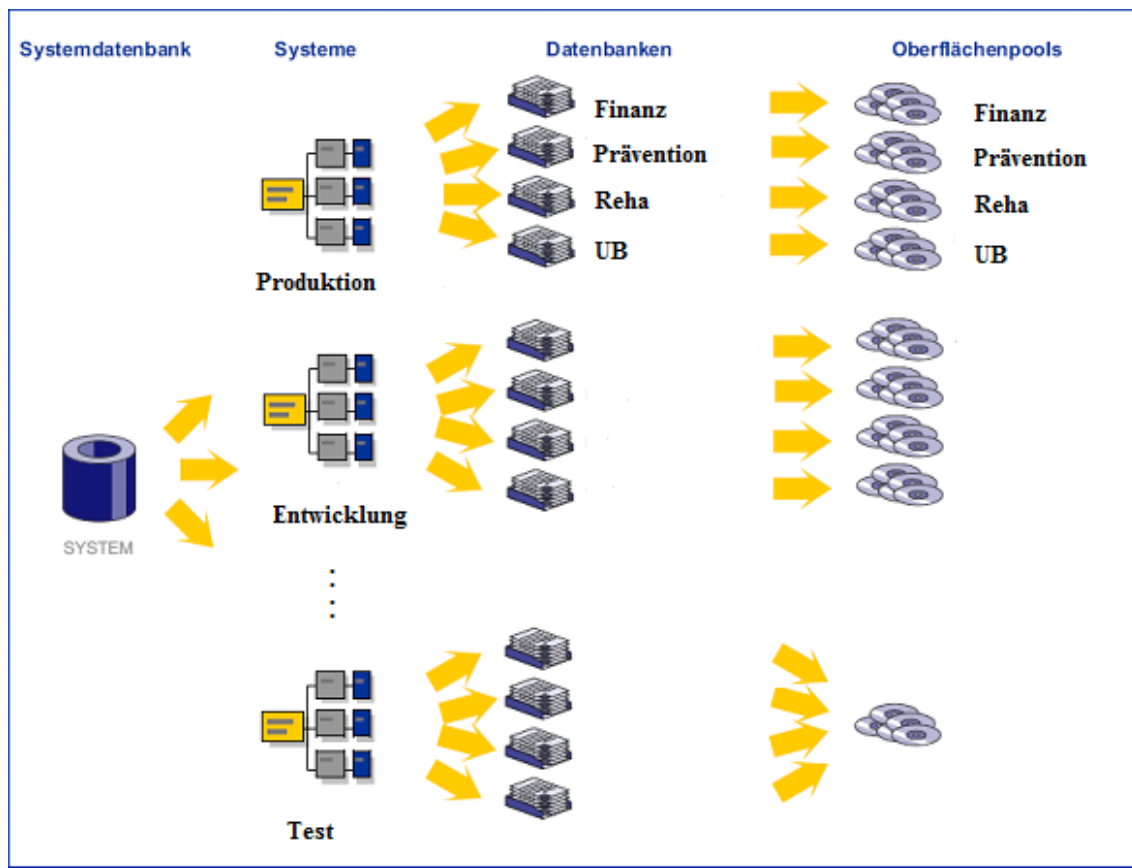 Systemdatenbank Systeme Datenbanken Oberflächenpools
Finanz Finanz
Prävention Prävention
Reha Reha
UB UB
Produktion
Entwicklung
SYSTEM
Test